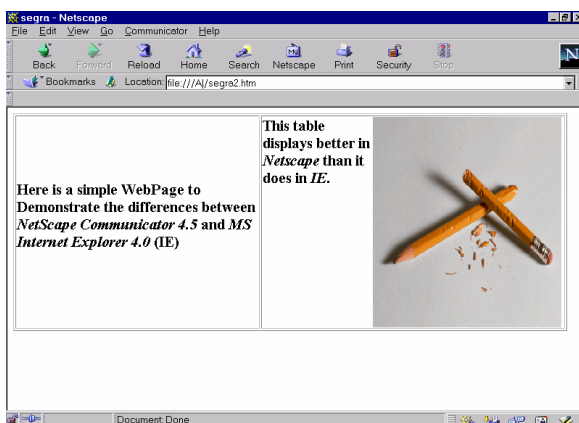 segra - Netscape
File Edit View Go Communicator Help
Back Forward Reload Home Search Netscape Print Security Stop
N
Bookmarks Location: file:///A|/segra2.htm
Here is a simple WebPage to
Demonstrate the differences between
NetScape Communicator 4.5 and MS
Internet Explorer 4.0 (IE)
This table
displays better in
Netscape than it
does in IE.
Document: Done